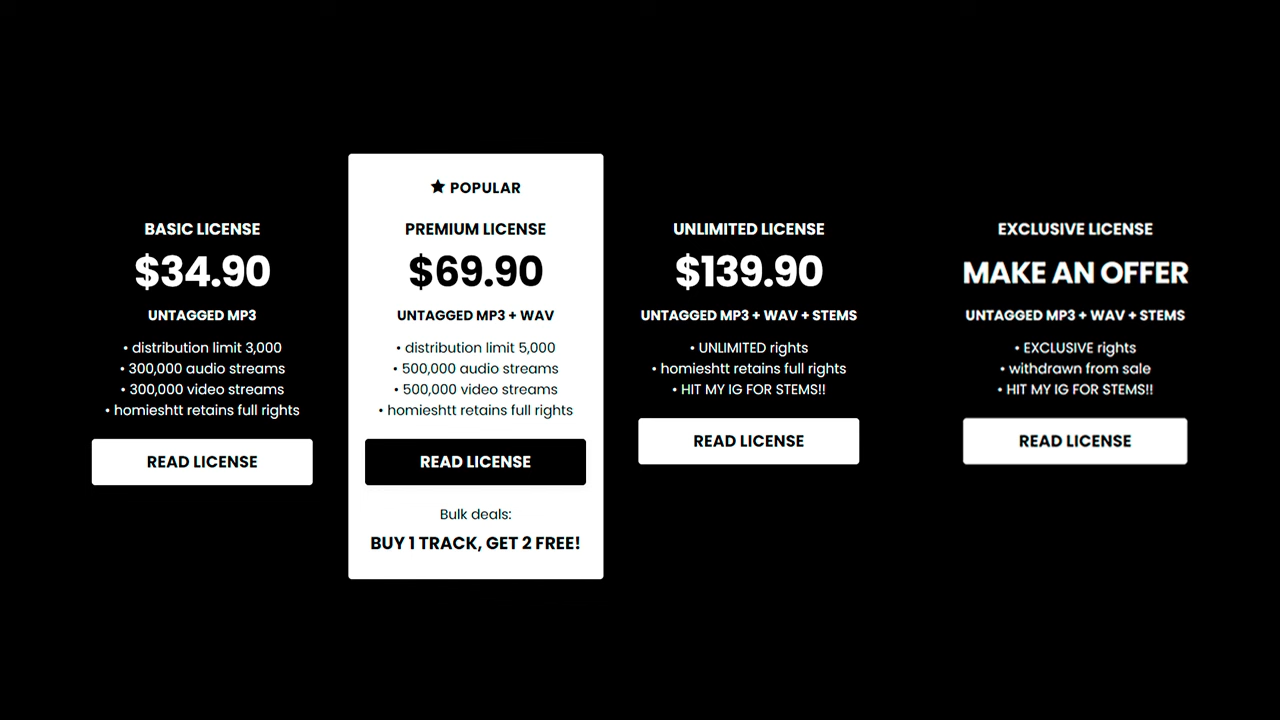 BASIC LICENSE
$34.90
UNTAGGED MP3
• distribution limit 3,000
• 300,000 audio streams
• 300,000 video streams
• homieshtt retains full rights
READ LICENSE
★ POPULAR
PREMIUM LICENSE
$69.90
UNTAGGED MP3 + WAV
• distribution limit 5,000
• 500,000 audio streams
• 500,000 video streams
• homieshtt retains full rights
READ LICENSE
Bulk deals:
BUY 1 TRACK, GET 2 FREE!
UNLIMITED LICENSE
$139.90
UNTAGGED MP3 + WAV + STEMS
• UNLIMITED rights
• homieshtt retains full rights
• HIT MY IG FOR STEMS!!
READ LICENSE
EXCLUSIVE LICENSE
MAKE AN OFFER
UNTAGGED MP3 + WAV + STEMS
• EXCLUSIVE rights
• withdrawn from sale
• HIT MY IG FOR STEMS!!
READ LICENSE